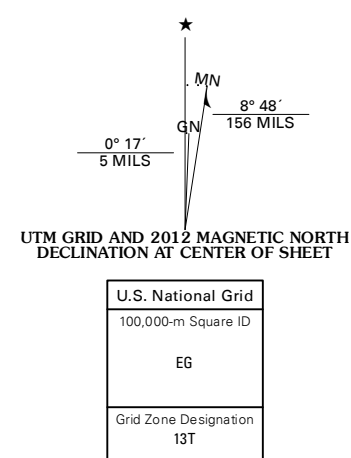 ★
MN
8° 48´
156 MILS
GN
0° 17´
5 MILS
UTM GRID AND 2012 MAGNETIC NORTH
DECLINATION AT CENTER OF SHEET
U.S. National Grid
100,000-m Square ID
EG
Grid Zone Designation
13T